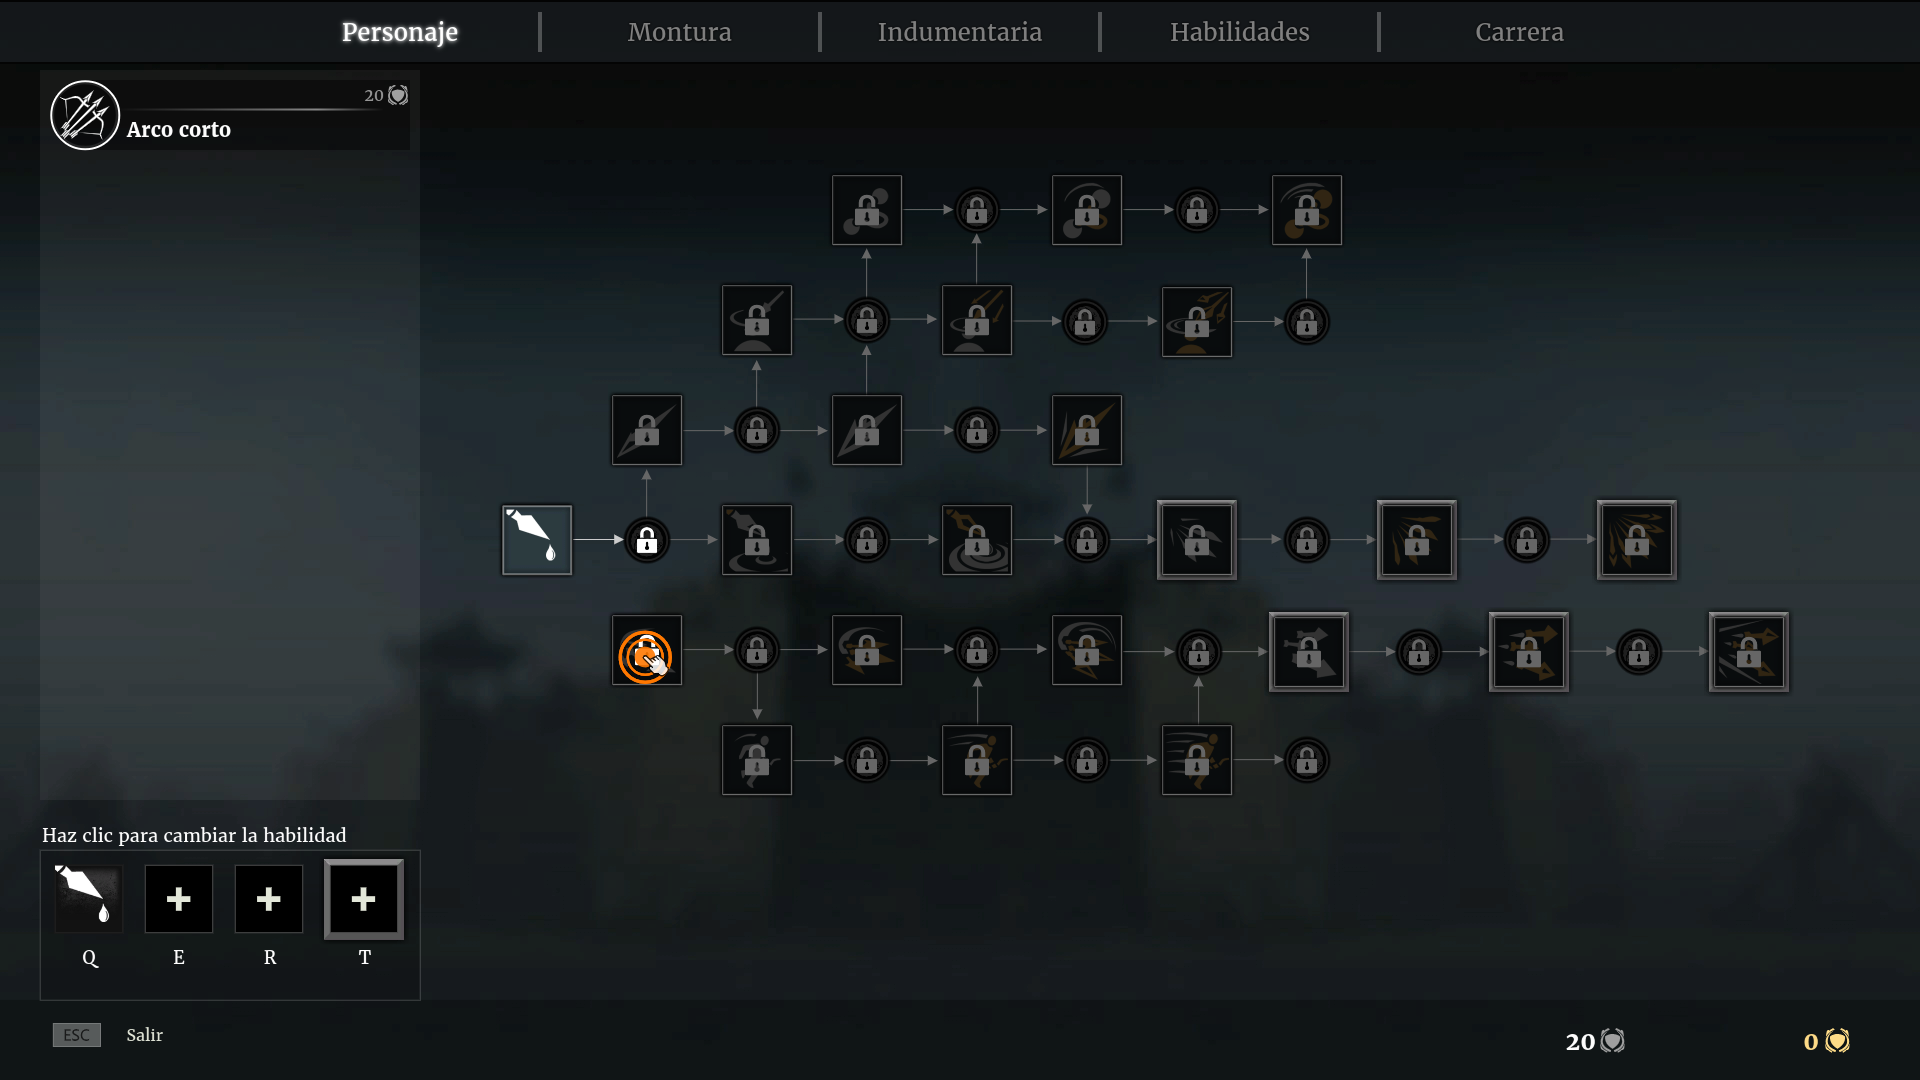 Personaje
Montura
Indumentaria
Habilidades
Carrera
20
Arco corto
Haz clic para cambiar la habilidad
Q
E
R
T
ESC
Salir
20
0